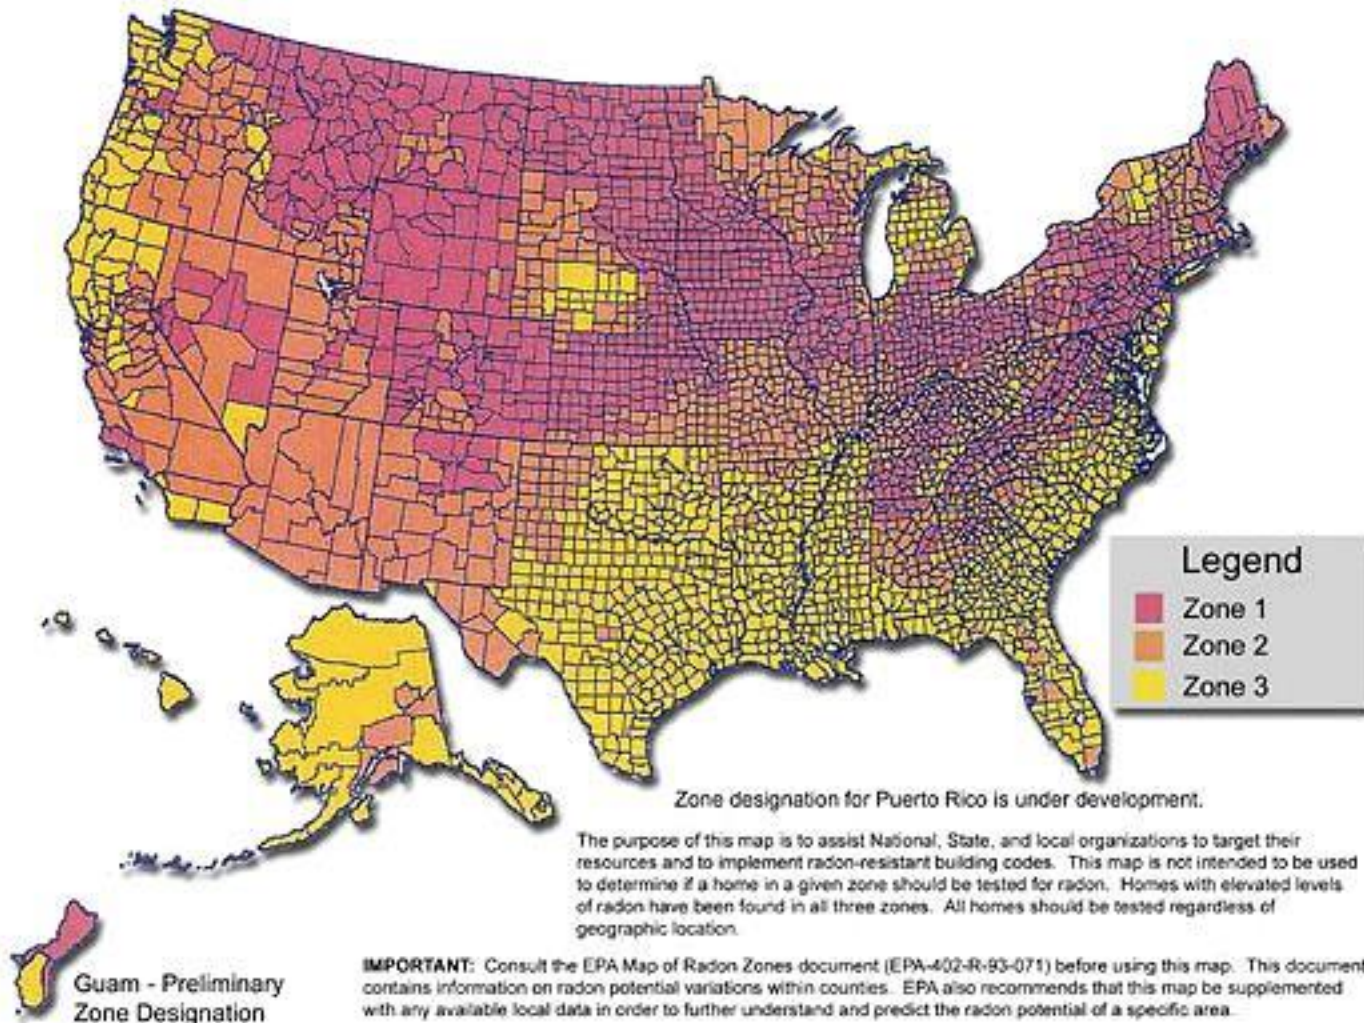 Legend
Zone 1
Zone 2
Zone 3
Zone designation for Puerto Rico is under development.
The purpose of this map is to assist National, State, and local organizations to target their
resources and to implement radon-resistant building codes. This map is not intended to be used
to determine if a home in a given zone should be tested for radon. Homes with elevated levels
of radon have been found in all three zones. All homes should be tested regardless of
geographic location.
Guam - Preliminary
Zone Designation
IMPORTANT: Consult the EPA Map of Radon Zones document (EPA-402-R-93-071) before using this map. This document
contains information on radon potential variations within counties. EPA also recommends that this map be supplemented
with any available local data in order to further understand and predict the radon potential of a specific area.